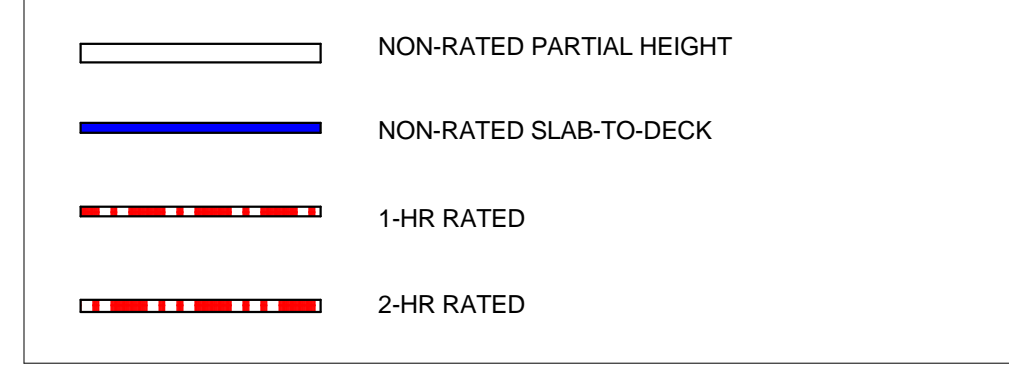 NON-RATED PARTIAL HEIGHT
NON-RATED SLAB-TO-DECK
1-HR RATED
2-HR RATED